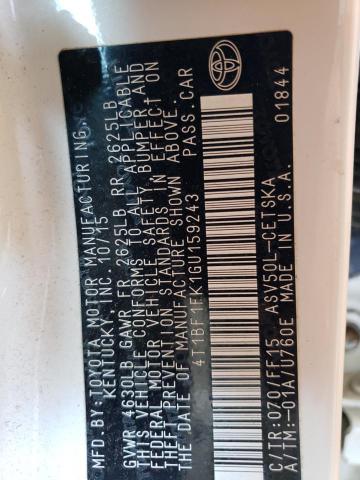 MFD.BY:TOYOTA MOTOR MANUFACTURING,
KENTUCKY, INC. 10/15
GVWR 4630LB GAWR FR 2625LB RR 2625LB
THIS VEHICLE CONFORMS TO ALL APPLICABLE
FEDERAL MOTOR VEHICLE SAFETY, BUMPER AND
THEFT PREVENTION STANDARDS IN EFFECT ON
THE DATE OF MANUFACTURE SHOWN ABOVE.
4T1BF1FK1GU159243 PASS.CAR
C/TR:070/FF15 ASV50L-CETSKA
A/TM:-01A/U760E MADE IN U.S.A. 01844